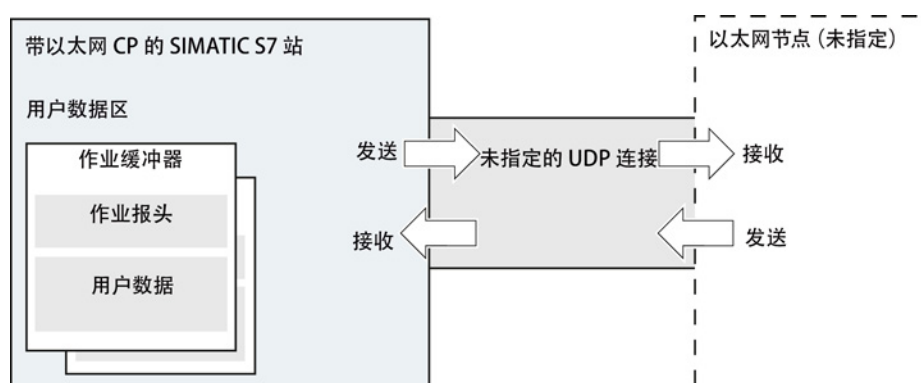 带以太网 CP 的 SIMATIC S7 站
以太网节点（未指定）
用户数据区
作业缓冲器
作业报头
用户数据
发送
未指定的 UDP 连接
接收
接收
发送